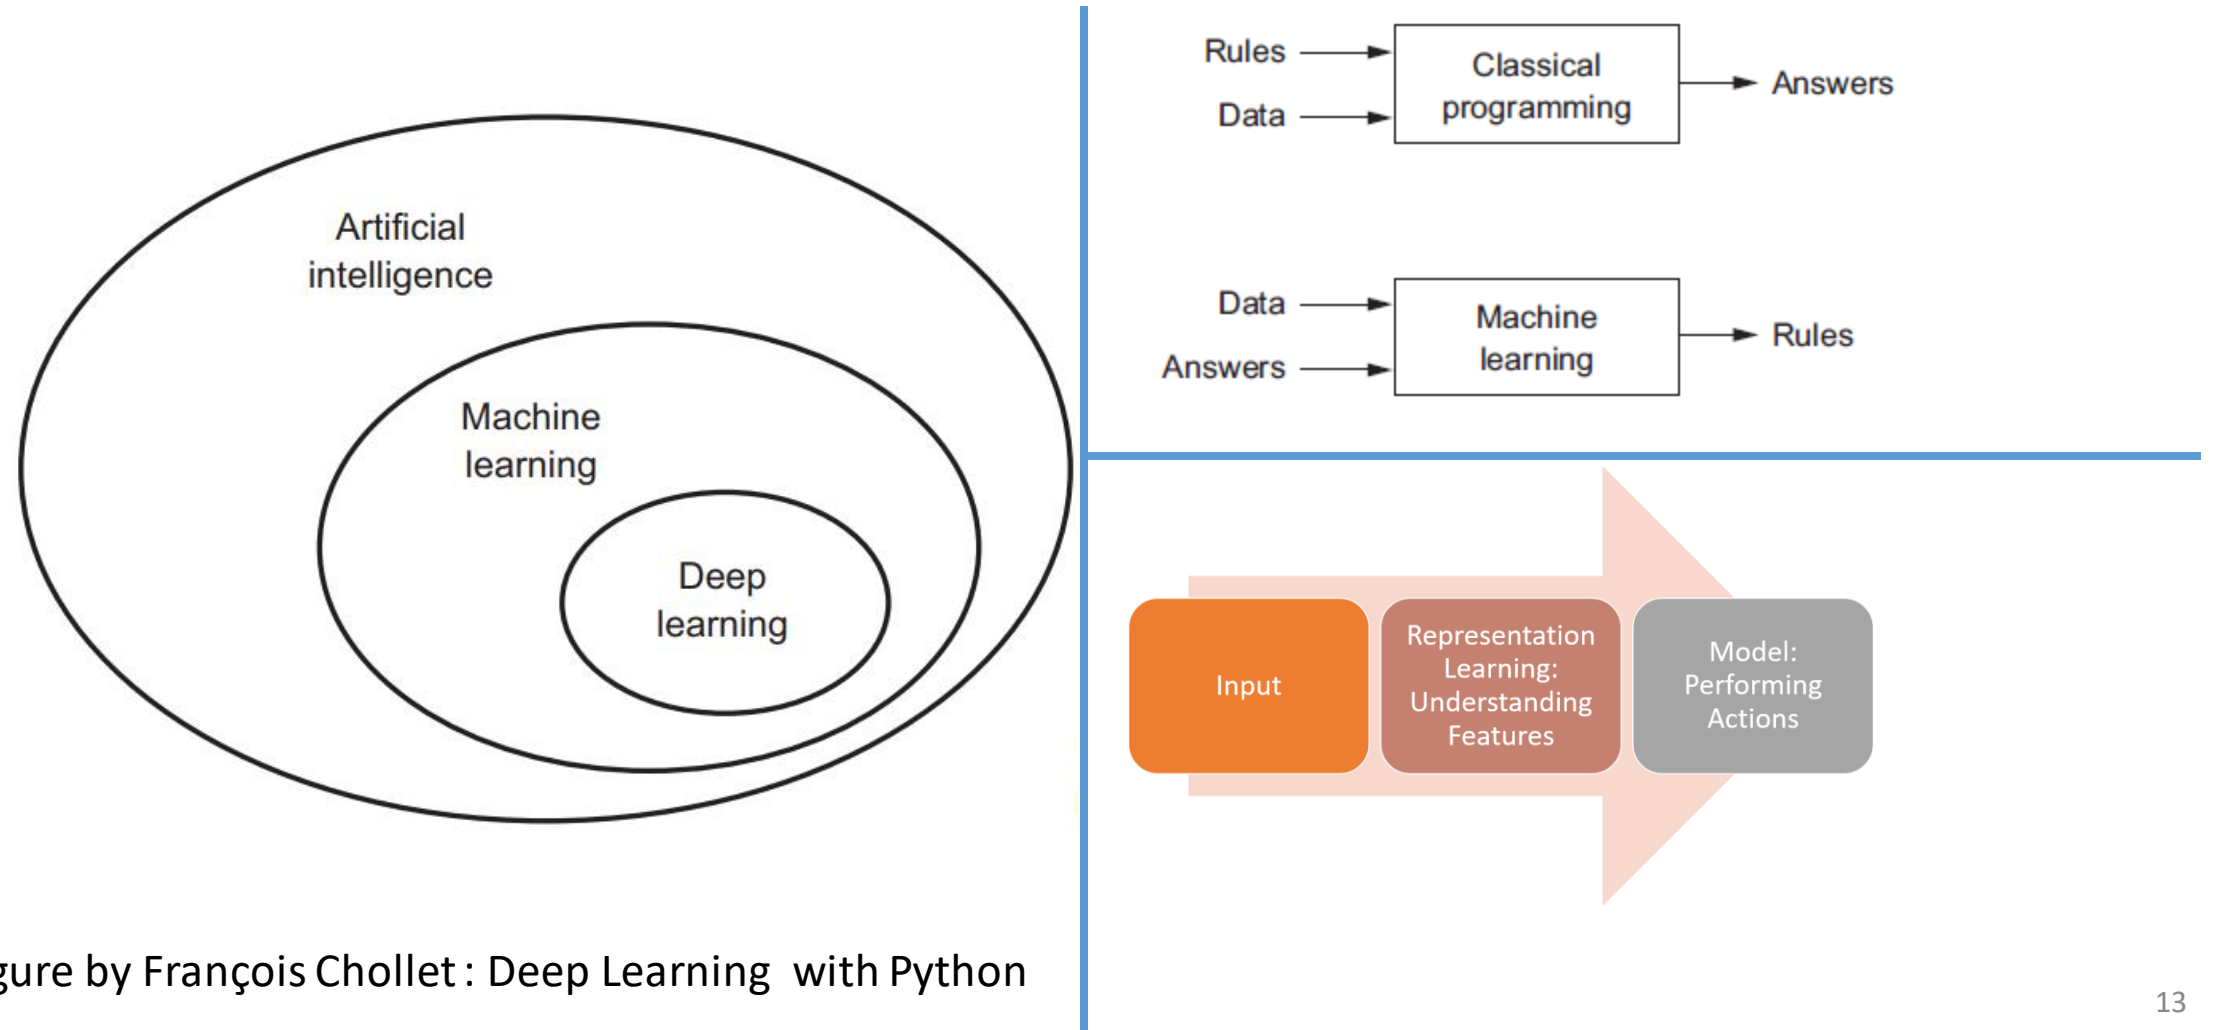 Artificial
intelligence
Machine
learning
Deep
learning
gure by François Chollet : Deep Learning with Python
Rules
Data
Classical
programming
Answers
Data
Answers
Machine
learning
Rules
Input
Representation
Learning:
Understanding
Features
Model:
Performing
Actions
13